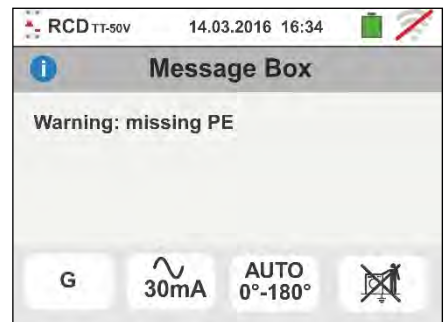 RCD TT-50V 14.03.2016 16:34
Message Box
Warning: missing PE
G 30mA AUTO 0°-180°